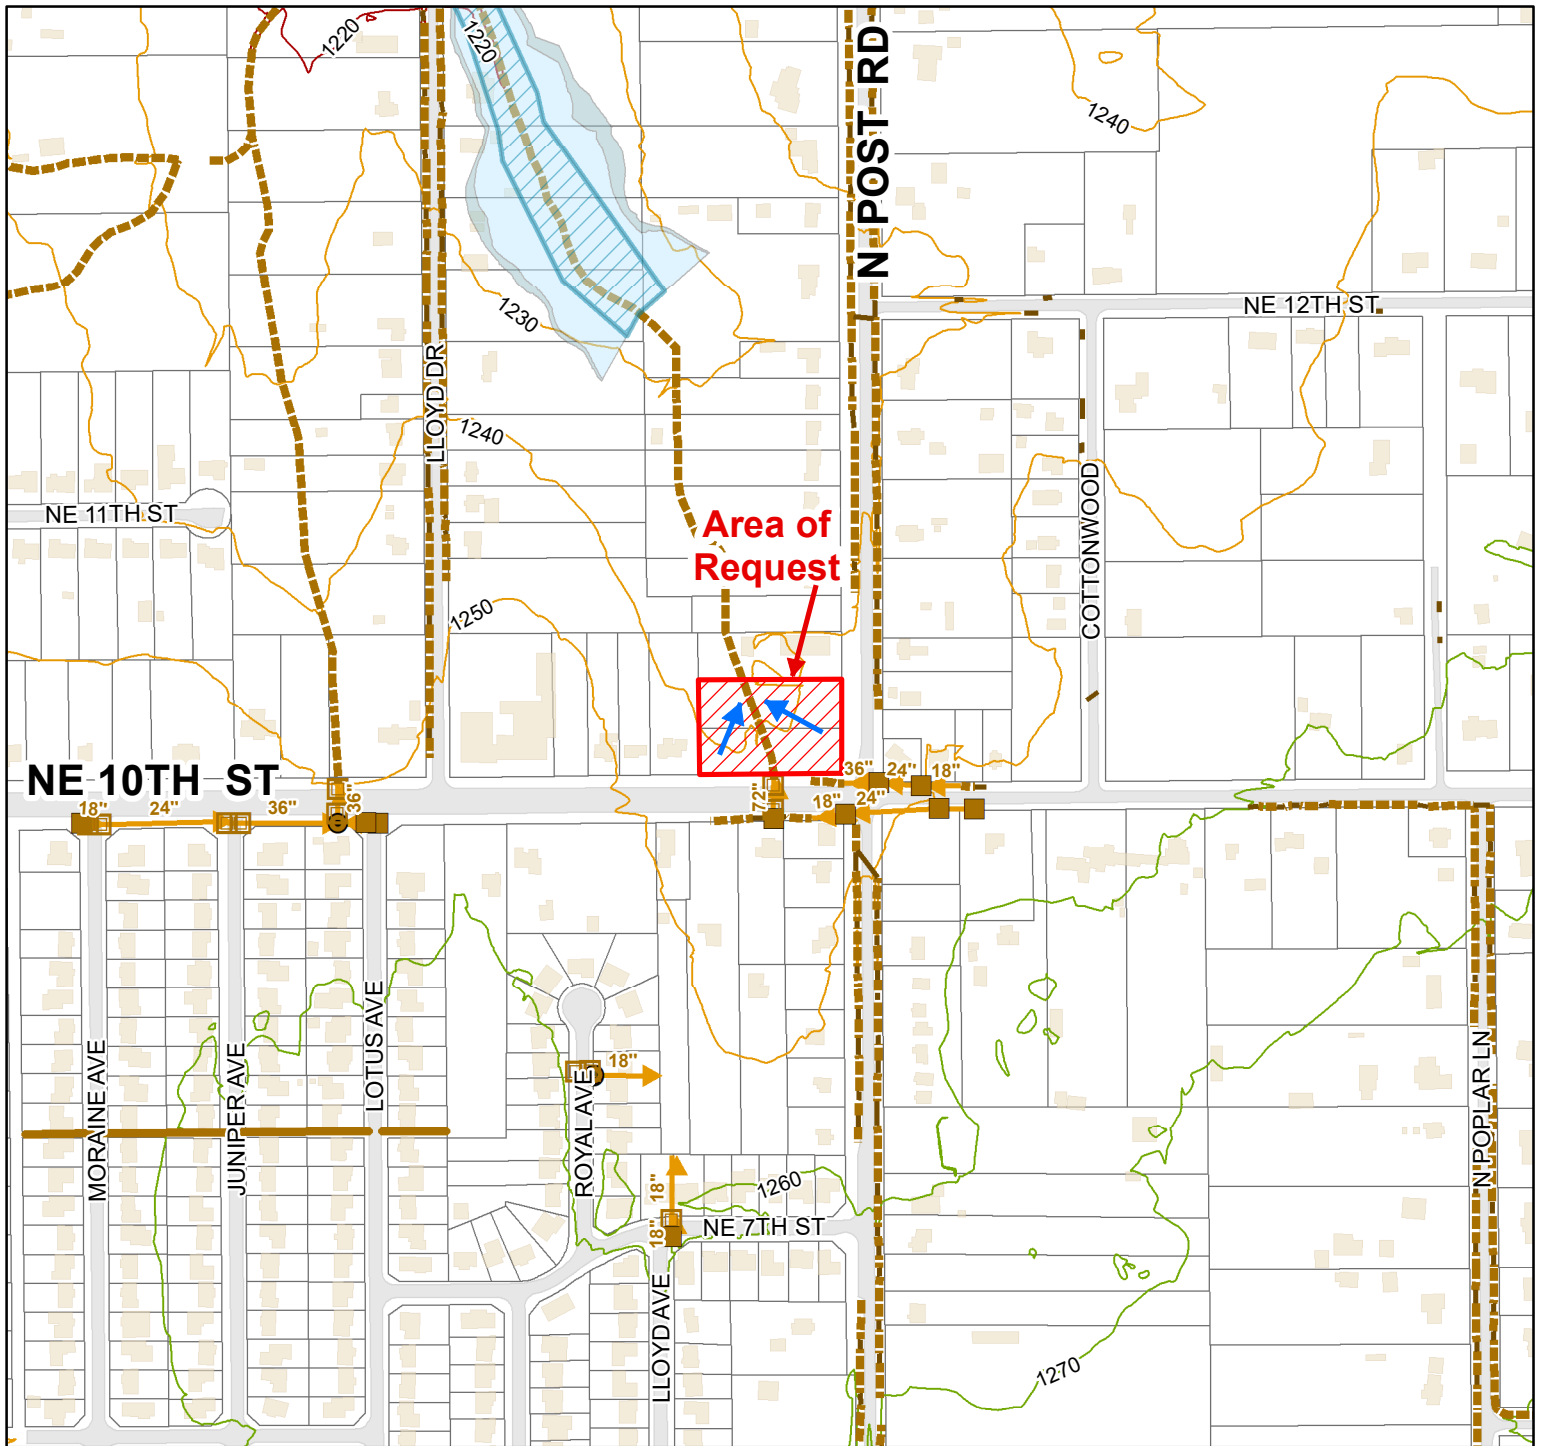 1220
1220
N POST RD
1240
NE 12TH ST
1230
LLOYD DR
1240
COTTONWOOD
NE 11TH ST
Area of
Request
1250
NE 10TH ST
36"
24"
18"
18"
24"
36"
36"
72"
18"
24"
LOTUS AVE
MORAINE AVE
JUNIPER AVE
ROYAL AVE
18"
N POPLAR LN
18"
1260
18"
NE 7TH ST
LLOYD AVE
1270